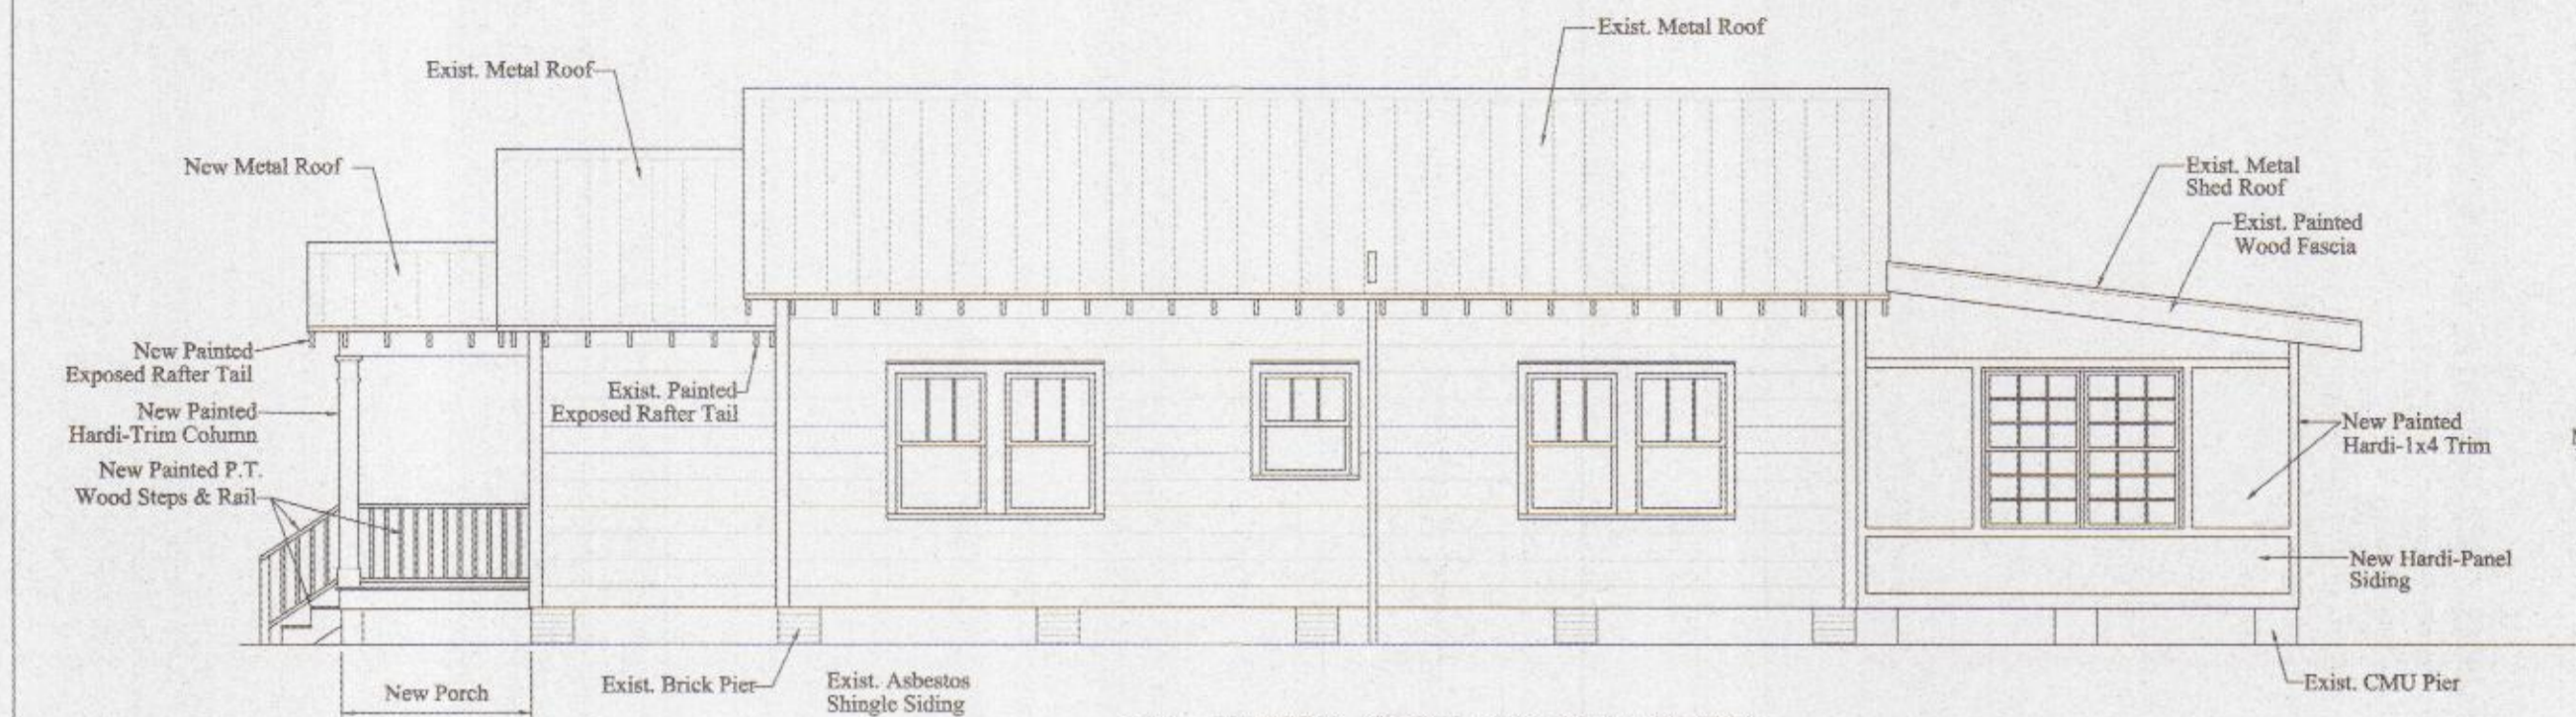 Exist. Metal Roof
Exist. Metal Roof
New Metal Roof
Exist. Metal
Shed Roof
Exist. Painted
Wood Fascia
New Painted
Exposed Rafter Tail
Exist. Painted
Exposed Rafter Tail
New Painted
Hardi-Trim Column
New Painted
Hardi-1x4 Trim
New Painted P.T.
Wood Steps & Rail
New Hardi-Panel
Siding
New Porch
Exist. Brick Pier
Exist. Asbestos
Shingle Siding
Exist. CMU Pier